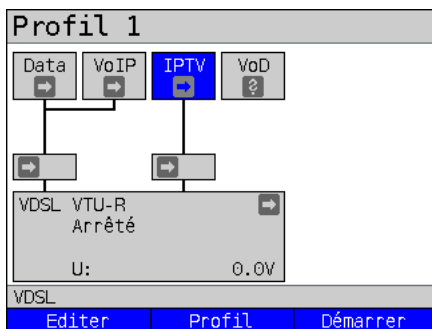 Profil 1
Data VoIP IPTV VoD
VDSL VTU-R
Arrêté
U: 0.0V
VDSL
Editer Profil Démarrer